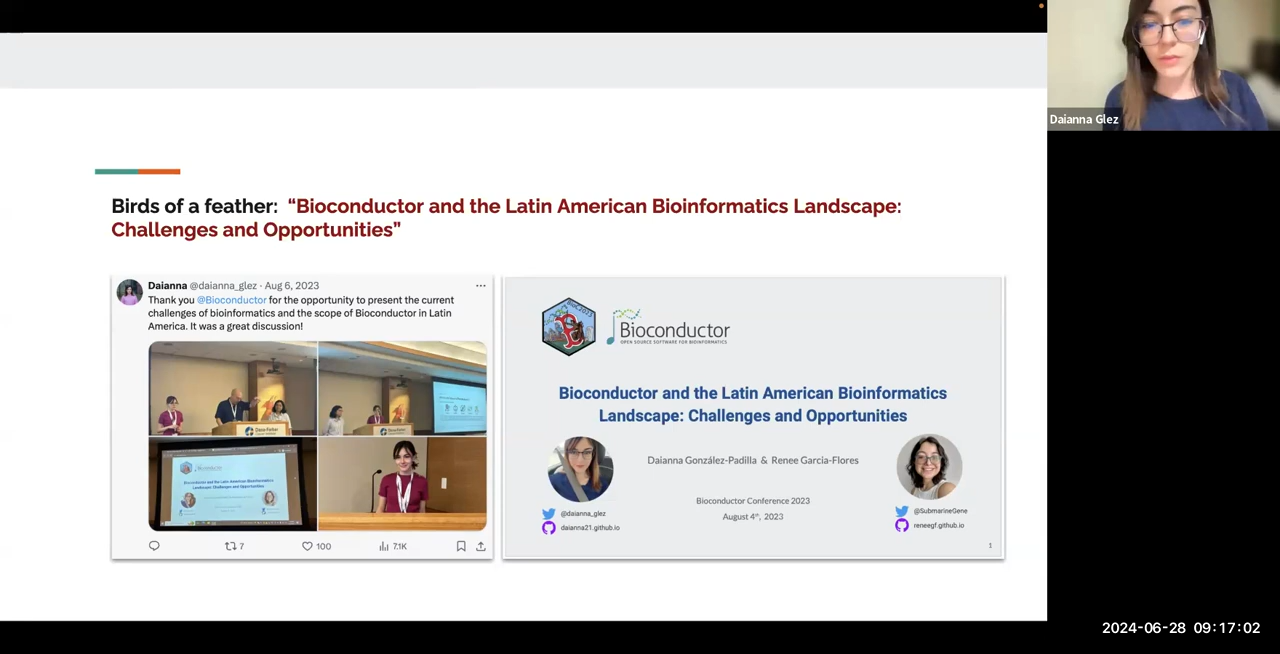 Daianna Glez
Birds of a feather: “Bioconductor and the Latin American Bioinformatics Landscape:
Challenges and Opportunities”
Daianna @daianna_glez · Aug 6, 2023
Thank you @Bioconductor for the opportunity to present the current
challenges of bioinformatics and the scope of Bioconductor in Latin
America. It was a great discussion!
7
100
7.1K
Bioconductor
OPEN SOURCE SOFTWARE FOR BIOINFORMATICS
Bioconductor and the Latin American Bioinformatics
Landscape: Challenges and Opportunities
Daianna González-Padilla & Renee García-Flores
Bioconductor Conference 2023
August 4th, 2023
@daianna_glez
daianna21.github.io
@SubmarineGene
reneegf.github.io
1
2024-06-28 09:17:02